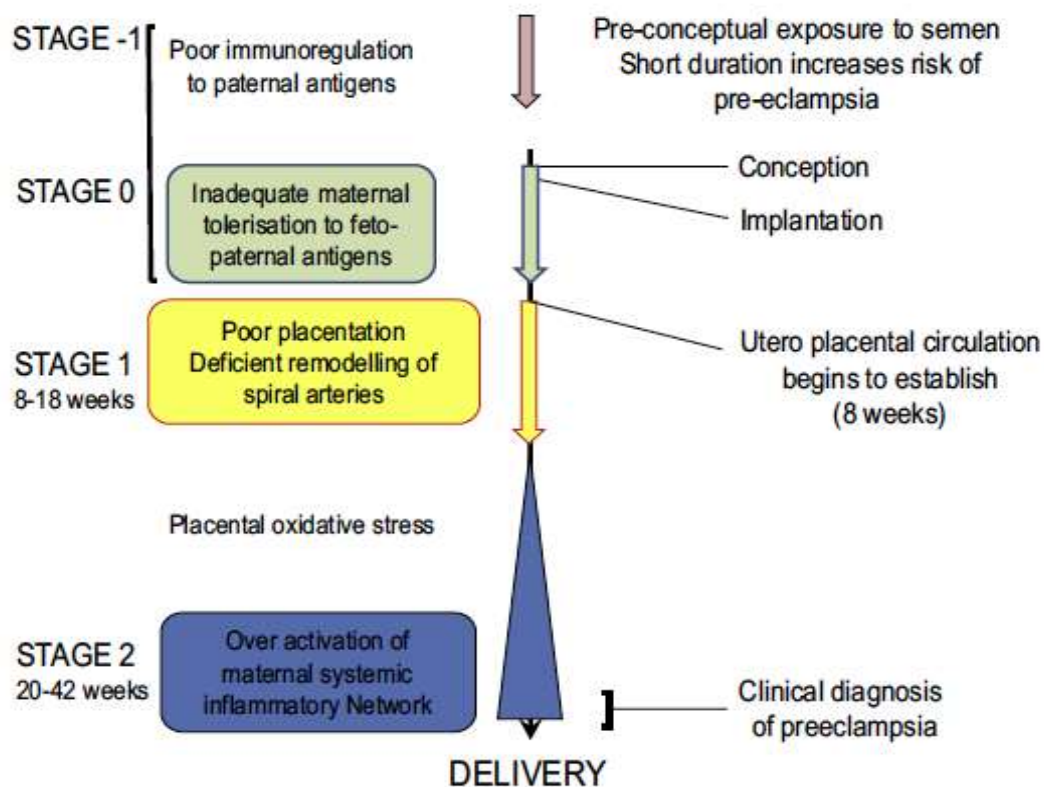 STAGE -1
Poor immunoregulation
to paternal antigens
Pre-conceptual exposure to semen
Short duration increases risk of
pre-eclampsia
STAGE 0
Inadequate maternal
tolerisation to feto-
paternal antigens
Conception
Implantation
STAGE 1
8-18 weeks
Poor placentation
Deficient remodelling of
spiral arteries
Utero placental circulation
begins to establish
(8 weeks)
Placental oxidative stress
STAGE 2
20-42 weeks
Over activation of
maternal systemic
inflammatory Network
Clinical diagnosis
of preeclampsia
DELIVERY